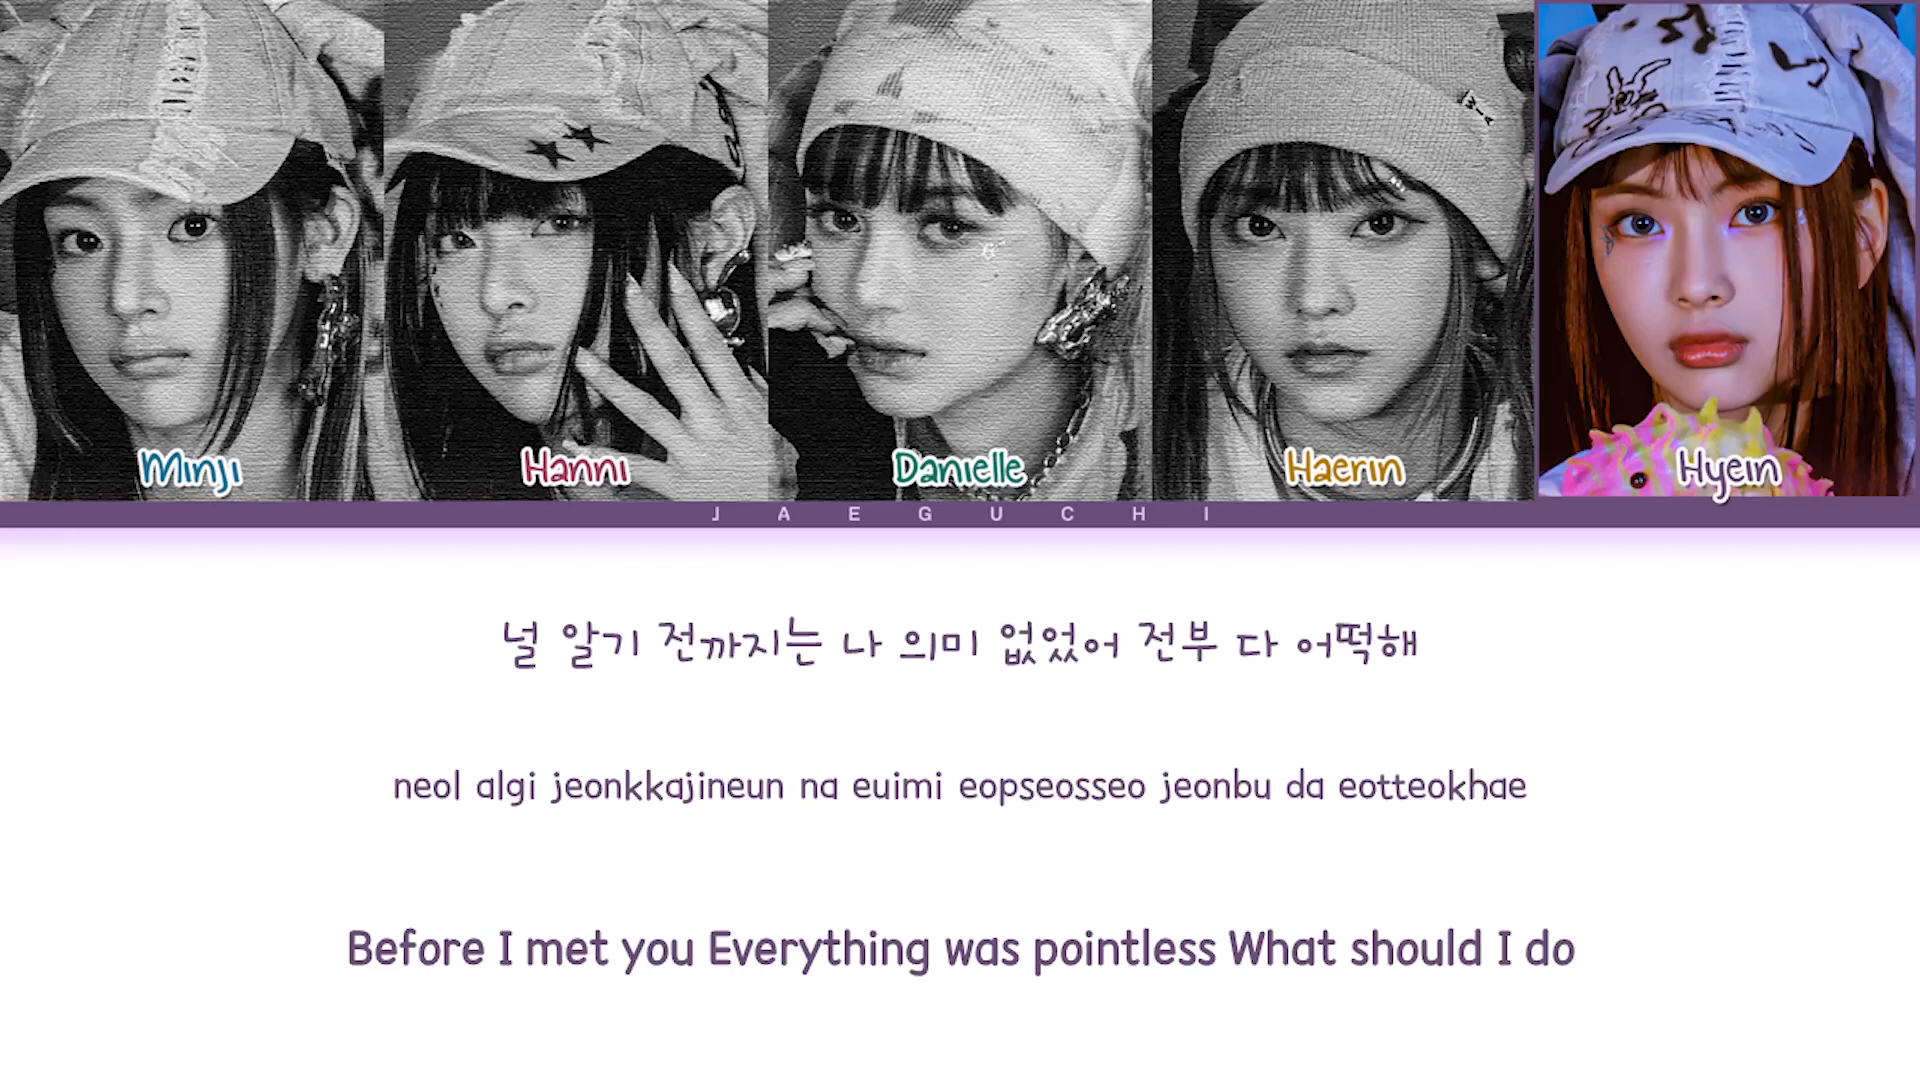 Minji Hanni Danielle Haerin Hyein
JAEGUCHI
널 알기 전까지는 나 의미 없었어 전부 다 어떡해
neol algi jeonkkajineun na euimi eopseosseo jeonbu da eotteokhae
Before I met you Everything was pointless What should I do